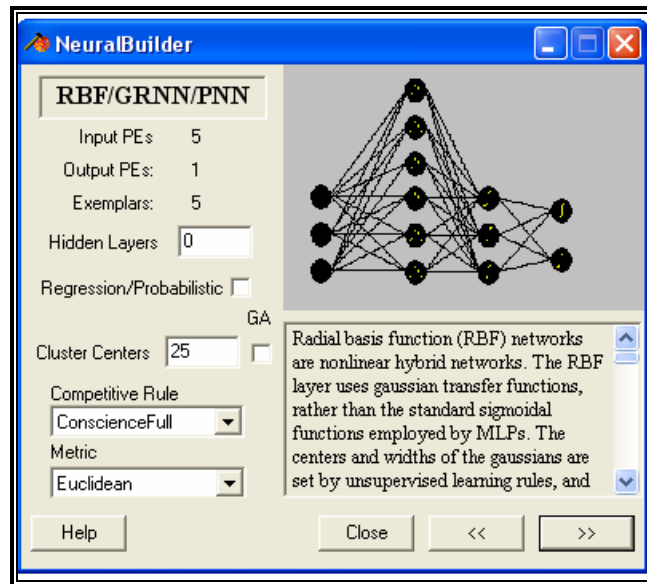 NeuralBuilder
RBF/GRNN/PNN
Input PEs 5
Output PEs: 1
Exemplars: 5
Hidden Layers 0
Regression/Probabilistic
GA
Cluster Centers 25
Competitive Rule
ConscienceFull
Metric
Euclidean
Radial basis function (RBF) networks
are nonlinear hybrid networks. The RBF
layer uses gaussian transfer functions,
rather than the standard sigmoidal
functions employed by MLPs. The
centers and widths of the gaussians are
set by unsupervised learning rules, and
Help
Close
<<
>>